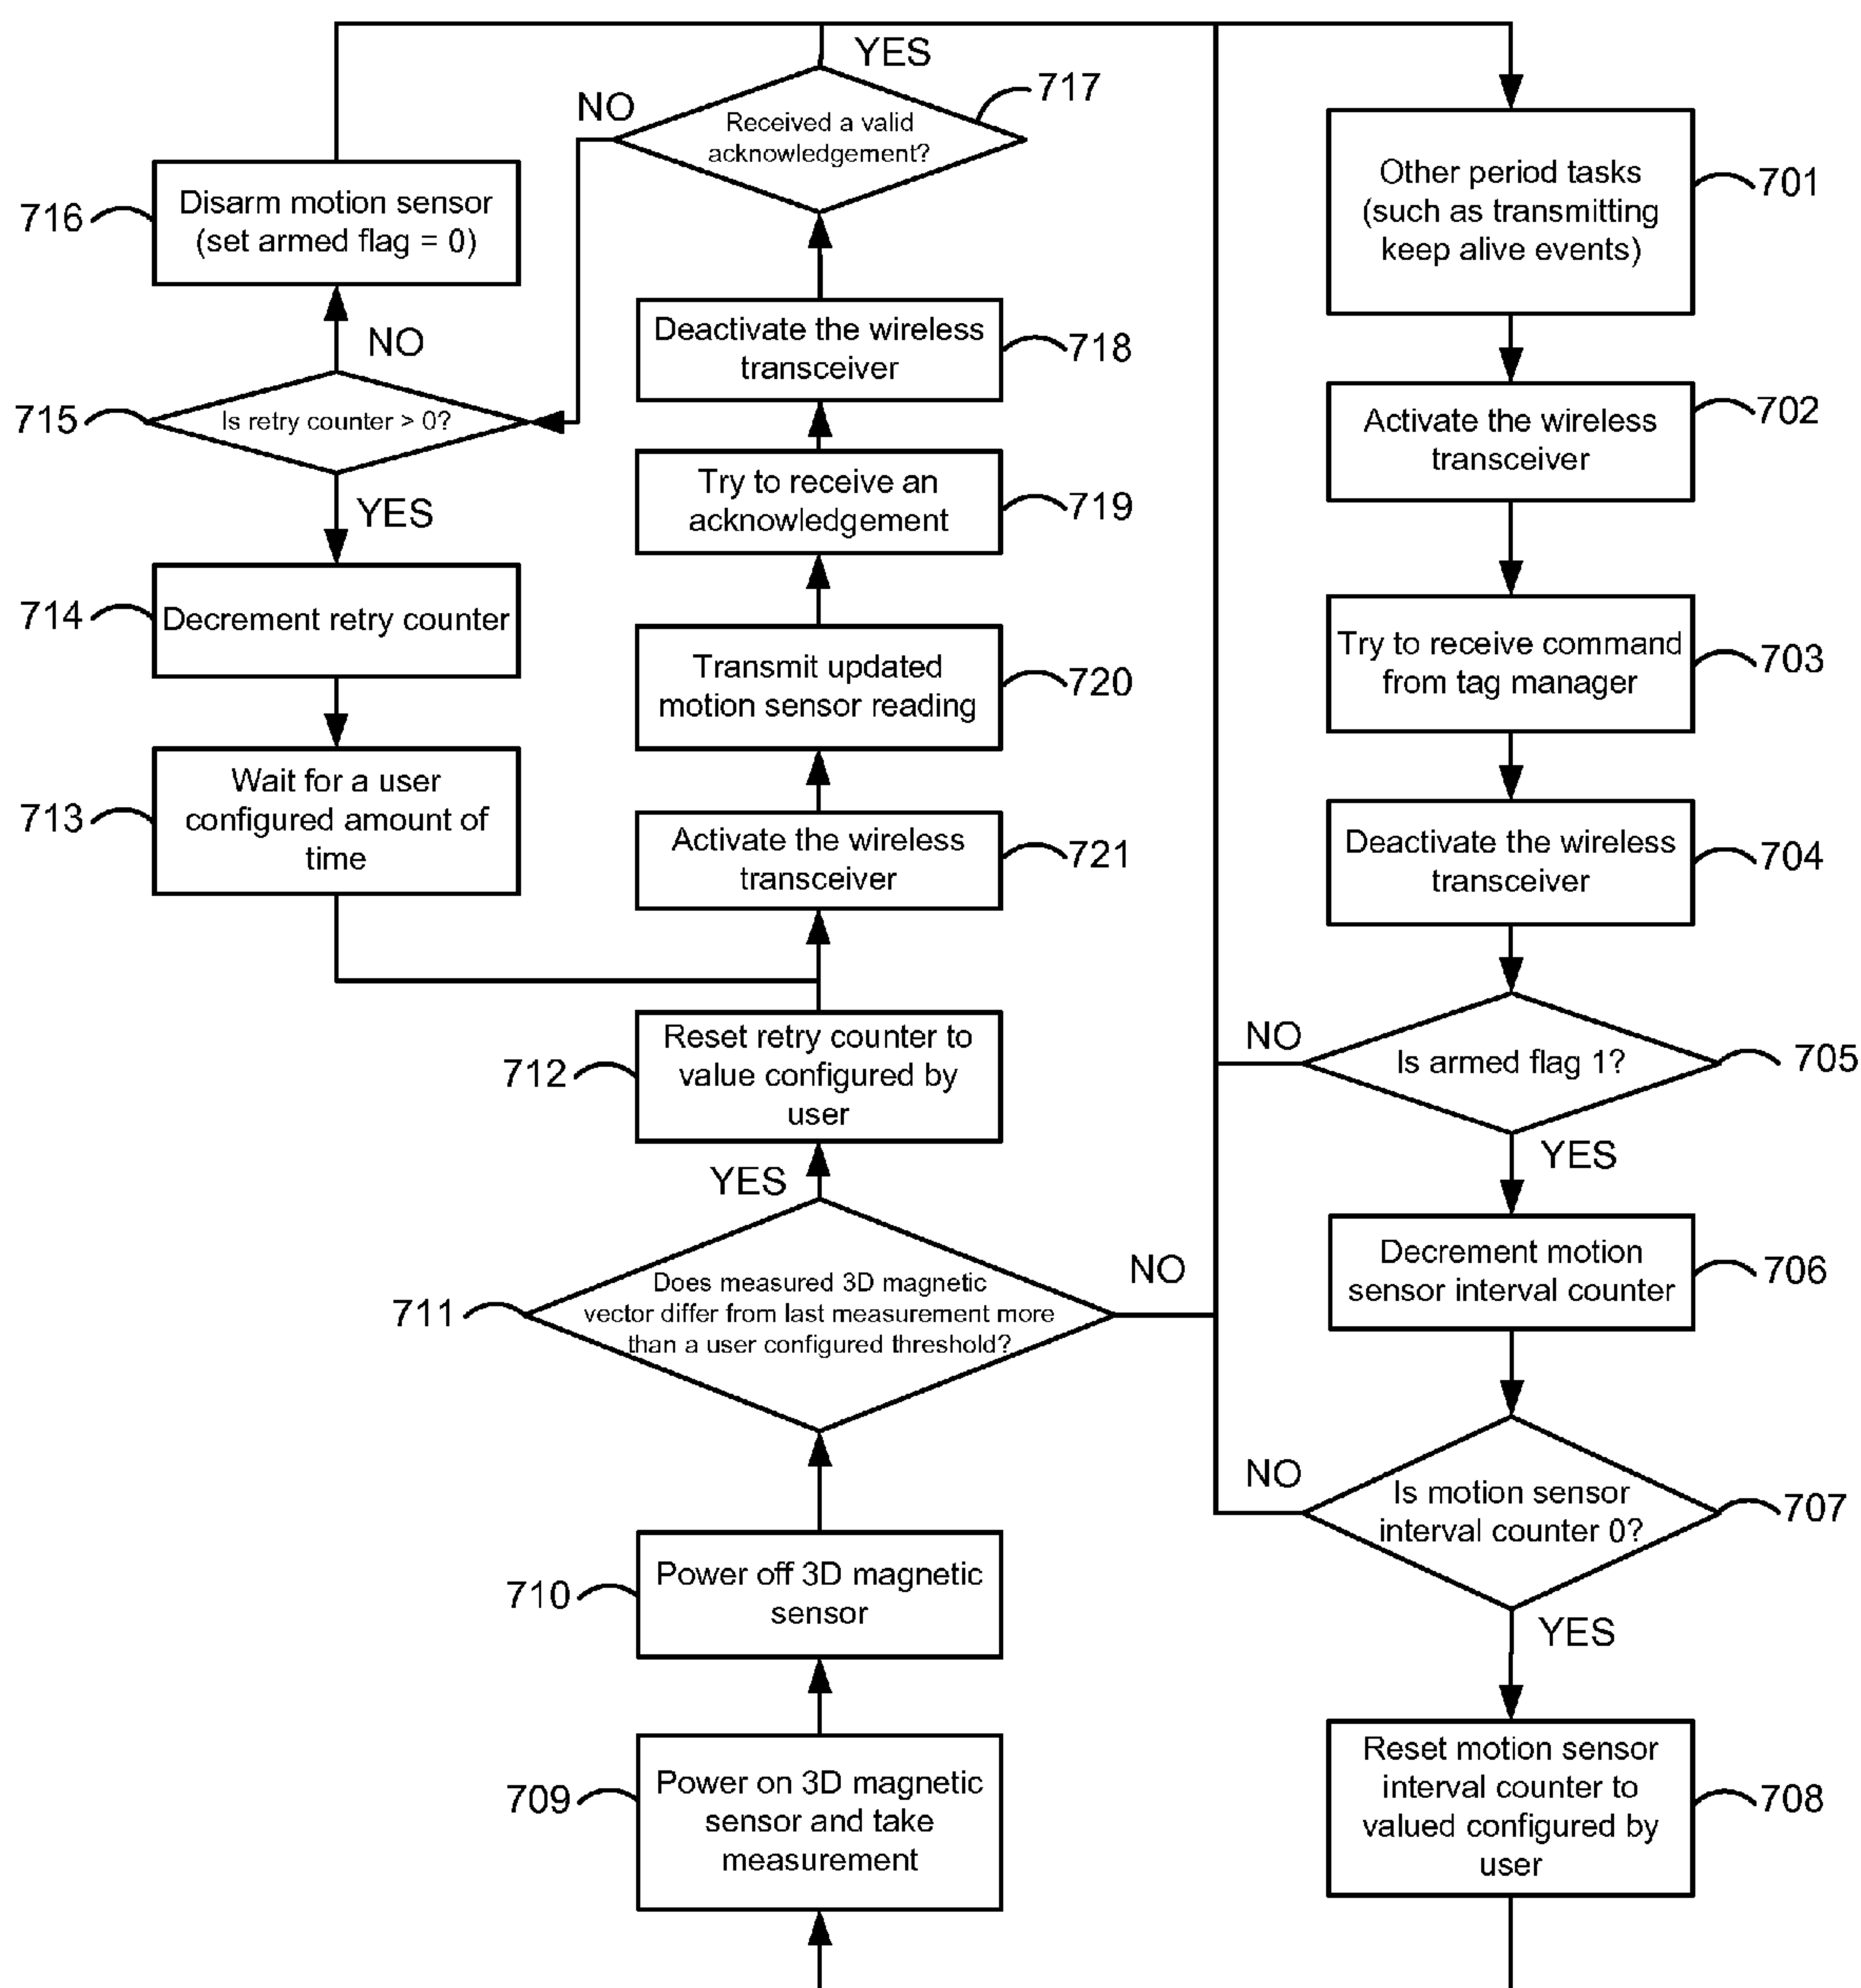 YES
717
NO
Received a valid
acknowledgement?
Other period tasks
(such as transmitting
keep alive events)
701
716
Disarm motion sensor
(set armed flag = 0)
Deactivate the wireless
transceiver
718
NO
715
Is retry counter > 0?
Activate the wireless
transceiver
702
YES
Try to receive an
acknowledgement
719
714
Decrement retry counter
Transmit updated
motion sensor reading
720
Try to receive command
from tag manager
703
713
Wait for a user
configured amount of
time
Activate the wireless
transceiver
721
Deactivate the wireless
transceiver
704
712
Reset retry counter to
value configured by
user
NO
Is armed flag 1?
705
YES
YES
711
Does measured 3D magnetic
vector differ from last measurement more
than a user configured threshold?
NO
Decrement motion
sensor interval counter
706
NO
Is motion sensor
interval counter 0?
707
710
Power off 3D magnetic
sensor
YES
709
Power on 3D magnetic
sensor and take
measurement
Reset motion sensor
interval counter to
valued configured by
user
708